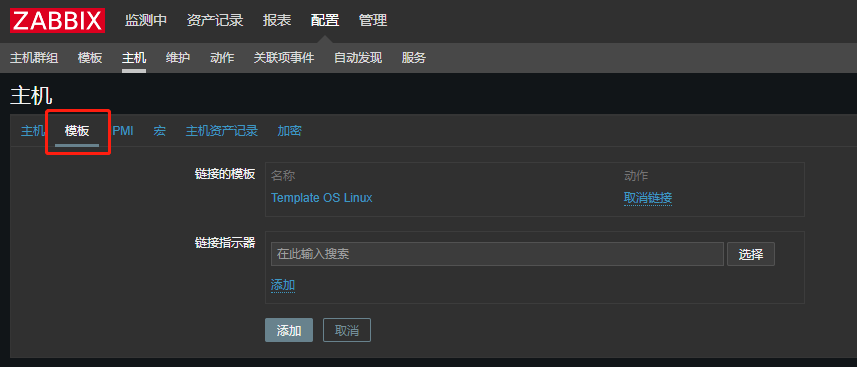 ZABBIX 监测中 资产记录 报表 配置 管理
主机群组 模板 主机 维护 动作 关联项事件 自动发现 服务
主机
主机 模板 PMI 宏 主机资产记录 加密
链接的模板 名称 动作
Template OS Linux 取消链接
链接指示器
在此输入搜索 选择
添加
添加 取消